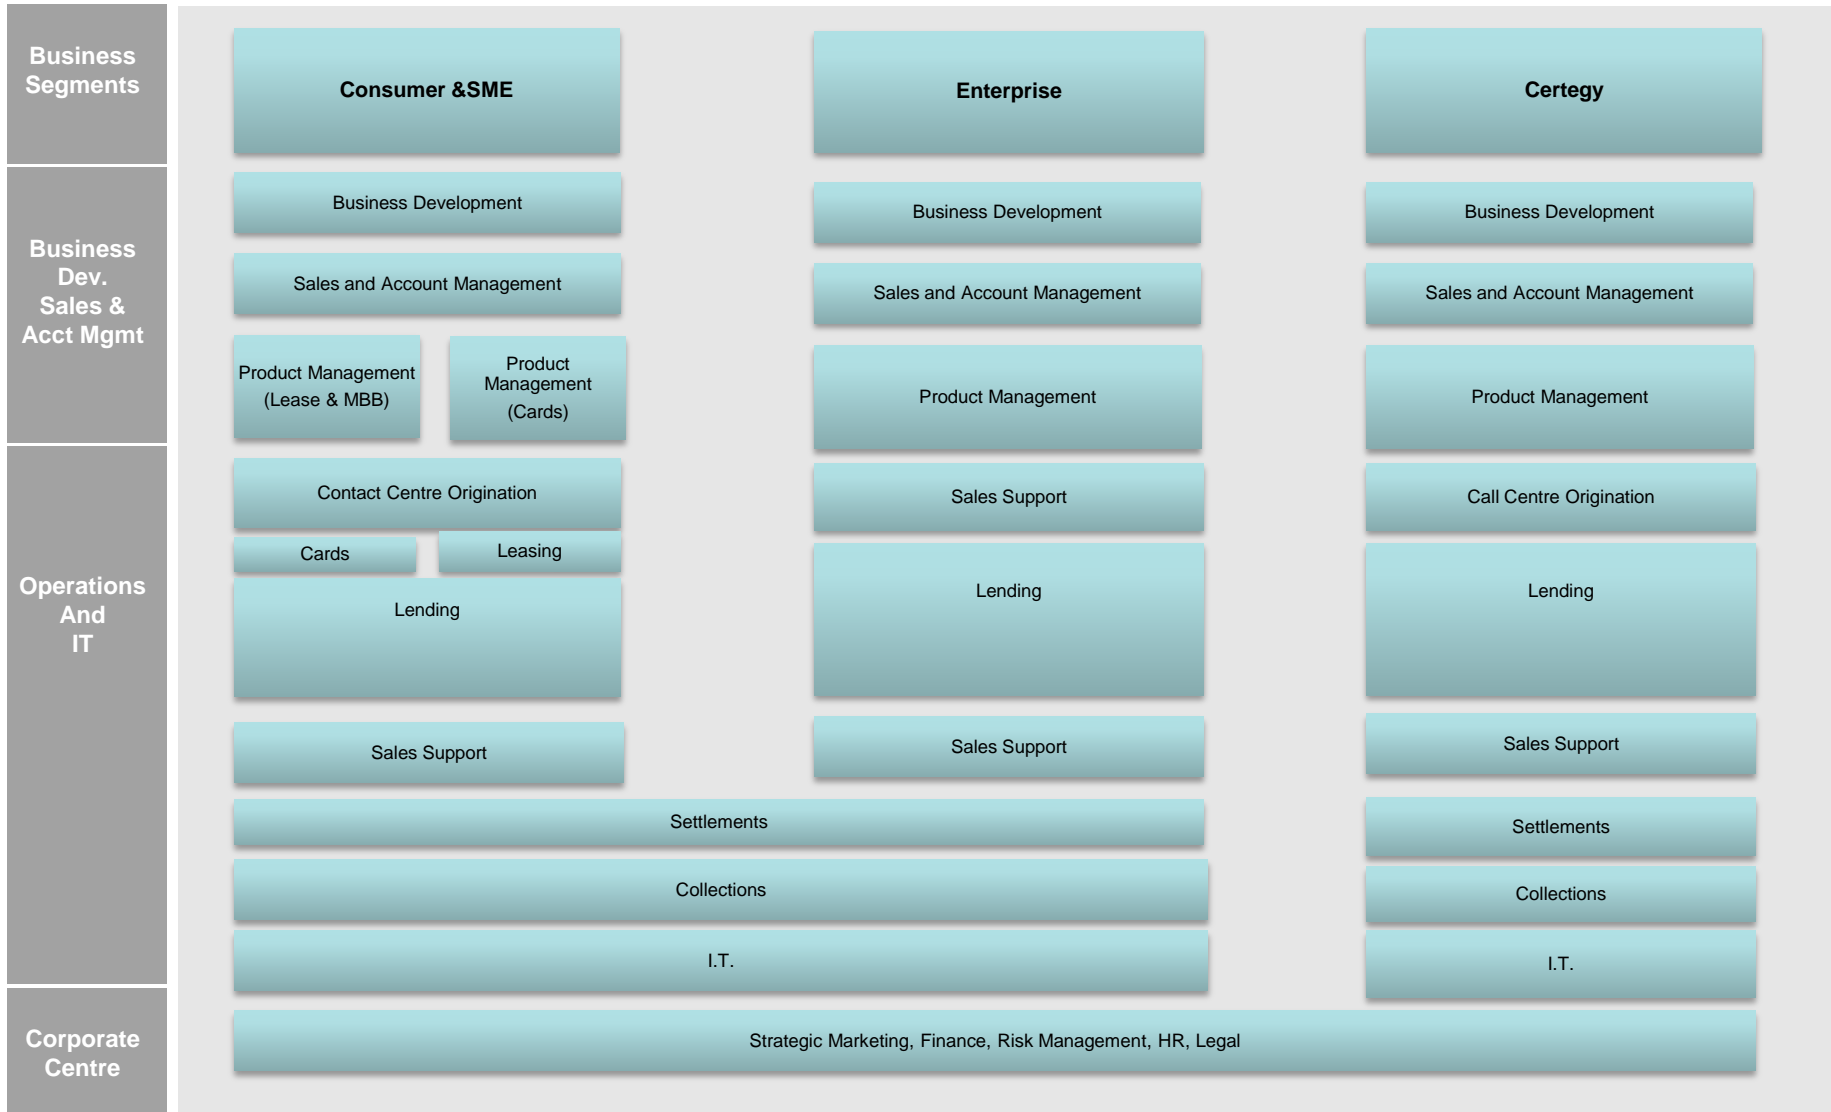 Business
Segments
Consumer &SME
Enterprise
Certegy
Business
Dev.
Sales &
Acct Mgmt
Business Development
Business Development
Business Development
Sales and Account Management
Sales and Account Management
Sales and Account Management
Product Management
(Lease & MBB)
Product
Management
(Cards)
Product Management
Product Management
Operations
And
IT
Contact Centre Origination
Sales Support
Call Centre Origination
Cards
Leasing
Lending
Lending
Lending
Sales Support
Sales Support
Sales Support
Settlements
Settlements
Collections
Collections
I.T.
I.T.
Corporate
Centre
Strategic Marketing, Finance, Risk Management, HR, Legal